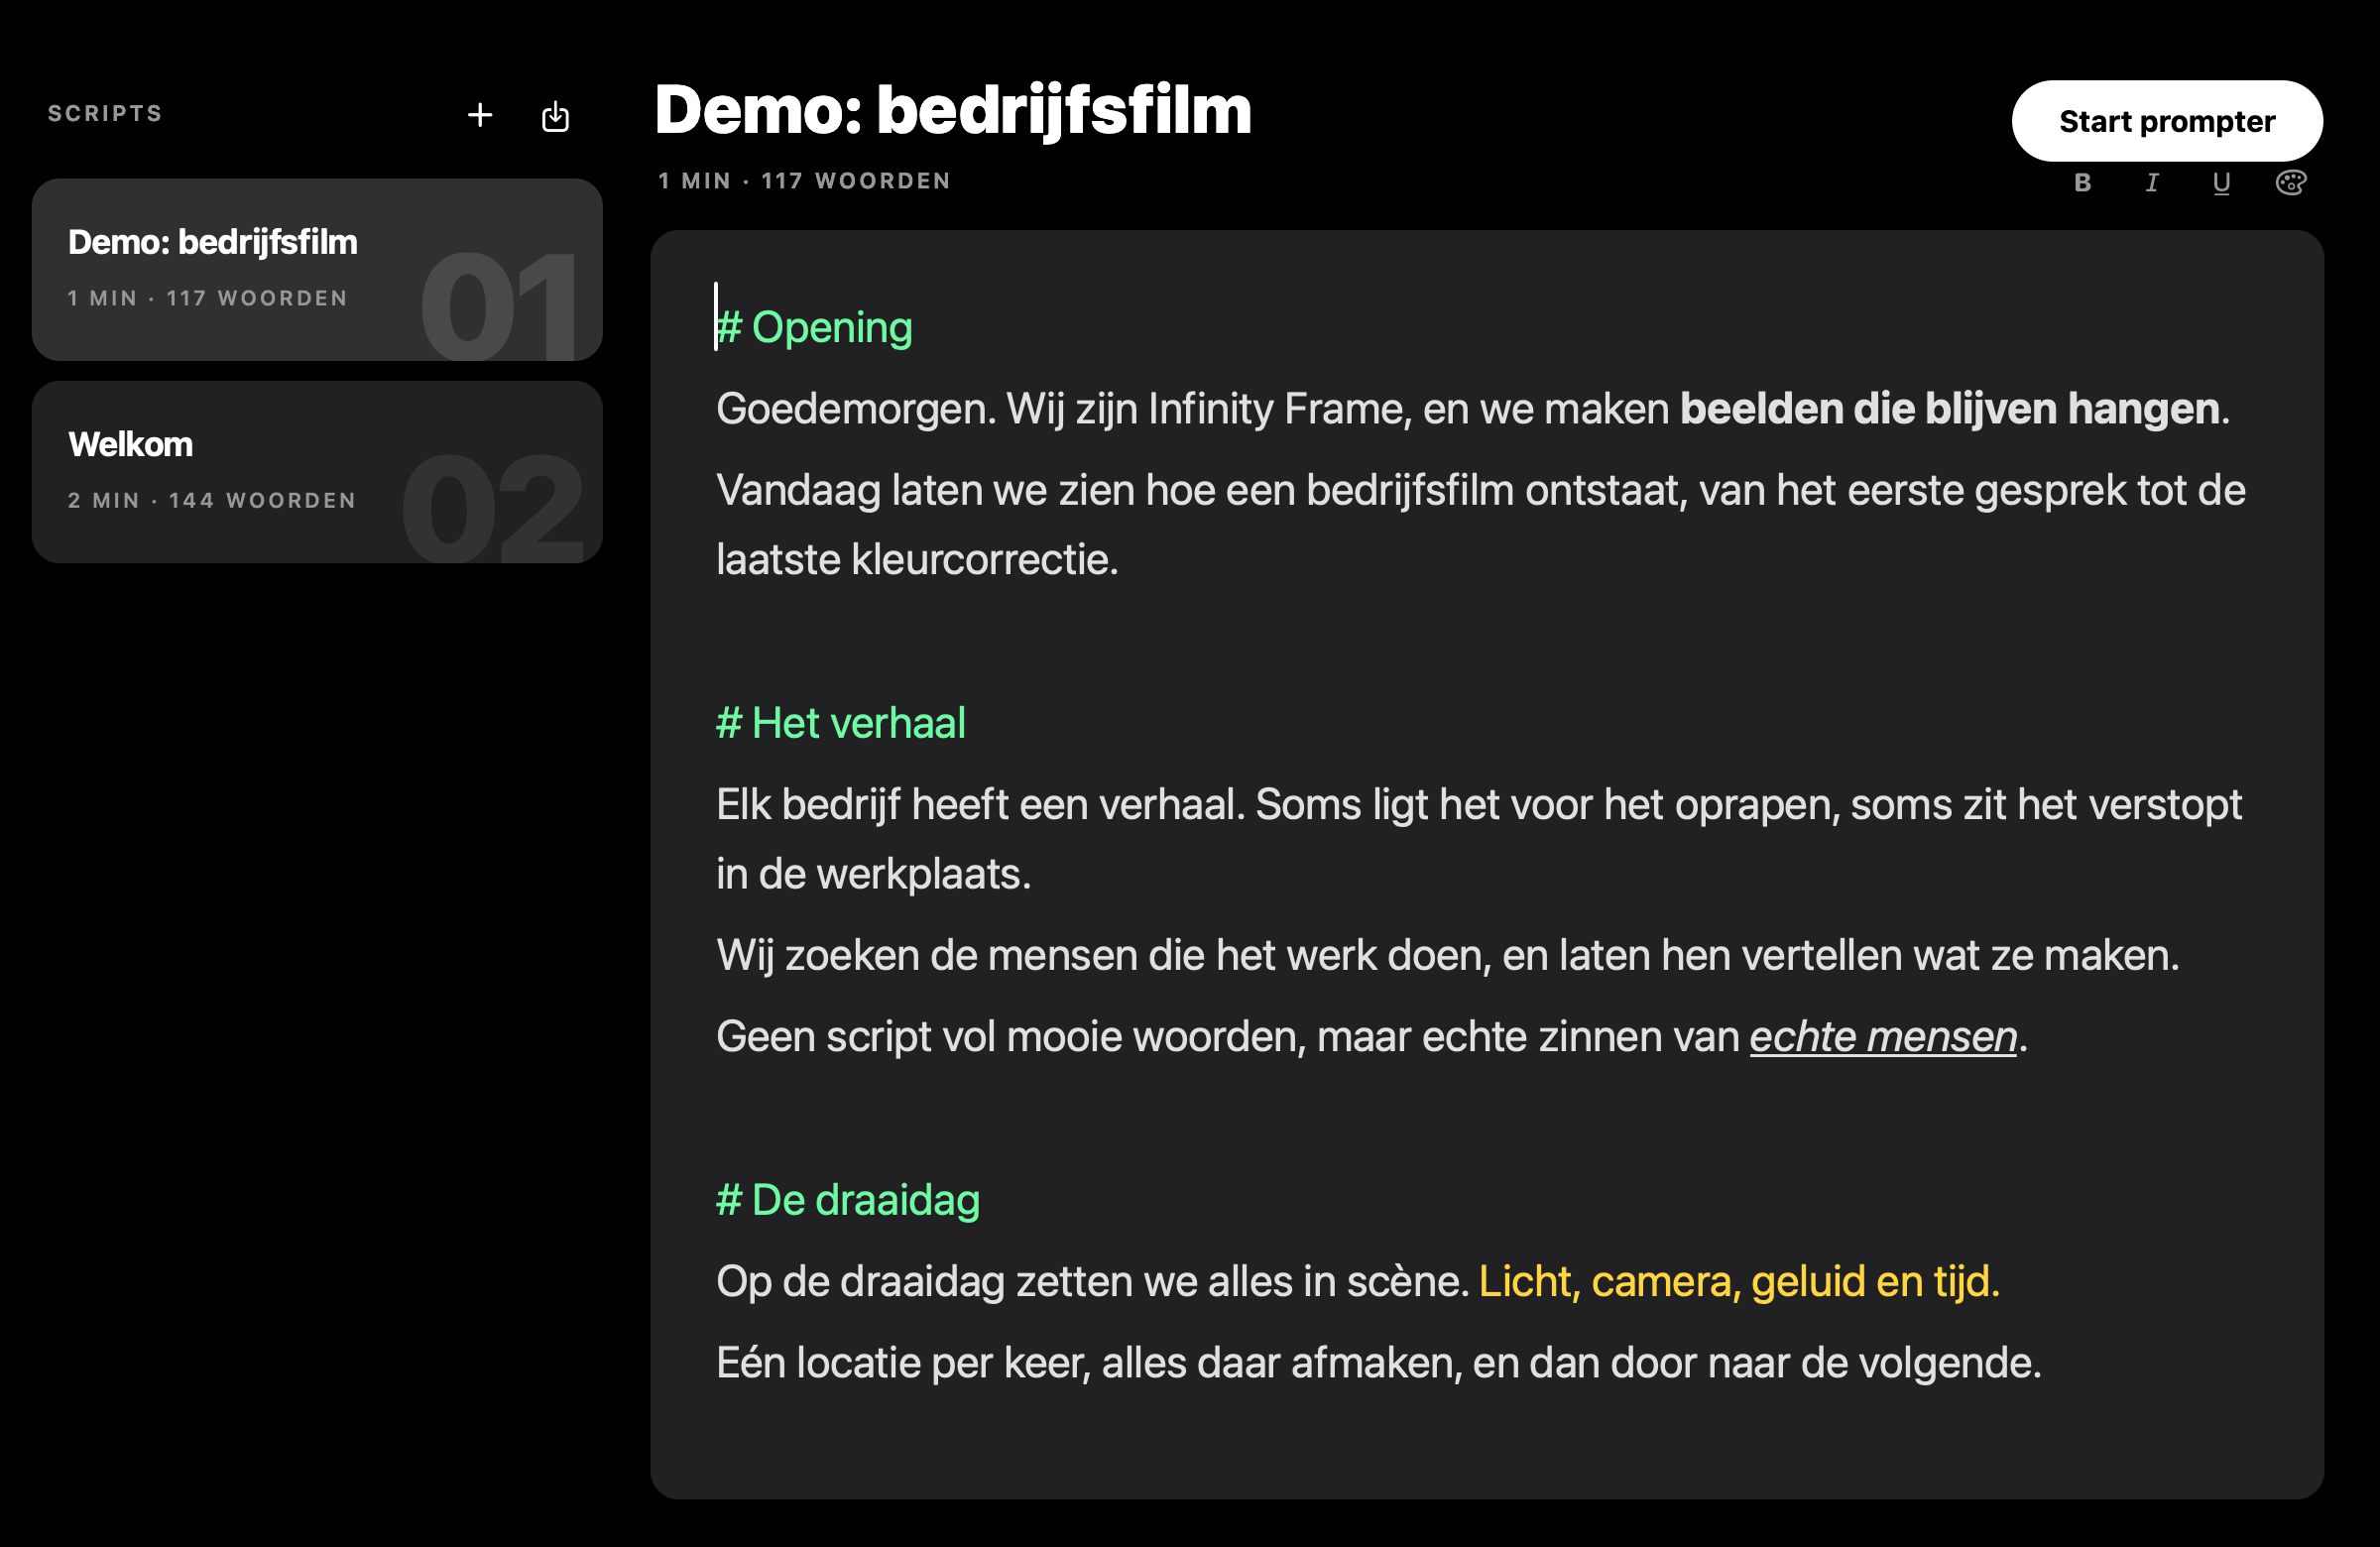 SCRIPTS
Demo: bedrijfsfilm
1 MIN · 117 WOORDEN
01
Welkom
2 MIN · 144 WOORDEN
02
Demo: bedrijfsfilm
1 MIN · 117 WOORDEN
Start prompter
B I U
# Opening
Goedemorgen. Wij zijn Infinity Frame, en we maken beelden die blijven hangen.
Vandaag laten we zien hoe een bedrijfsfilm ontstaat, van het eerste gesprek tot de
laatste kleurcorrectie.
# Het verhaal
Elk bedrijf heeft een verhaal. Soms ligt het voor het oprapen, soms zit het verstopt
in de werkplaats.
Wij zoeken de mensen die het werk doen, en laten hen vertellen wat ze maken.
Geen script vol mooie woorden, maar echte zinnen van echte mensen.
# De draaidag
Op de draaidag zetten we alles in scène. Licht, camera, geluid en tijd.
Eén locatie per keer, alles daar afmaken, en dan door naar de volgende.